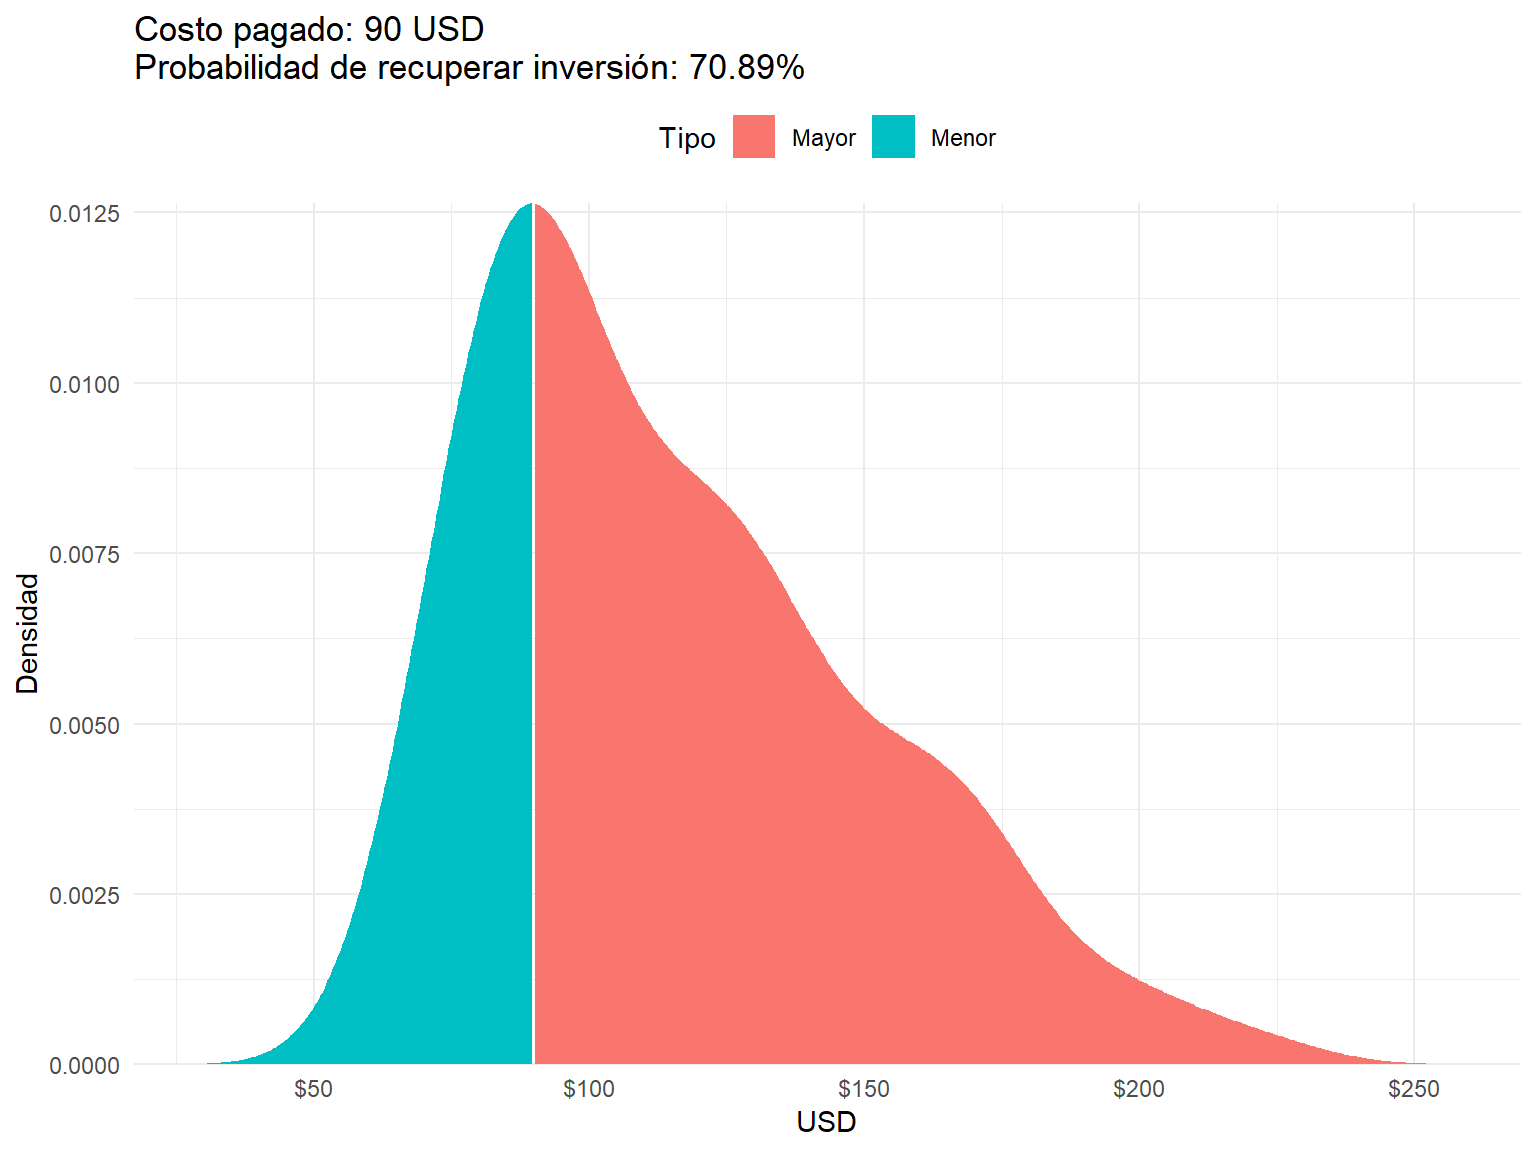 Costo pagado: 90 USD
Probabilidad de recuperar inversión: 70.89%
Tipo Mayor Menor
0.0125
0.0100
0.0075
0.0050
0.0025
0.0000
Densidad
$50 $100 $150 $200 $250
USD